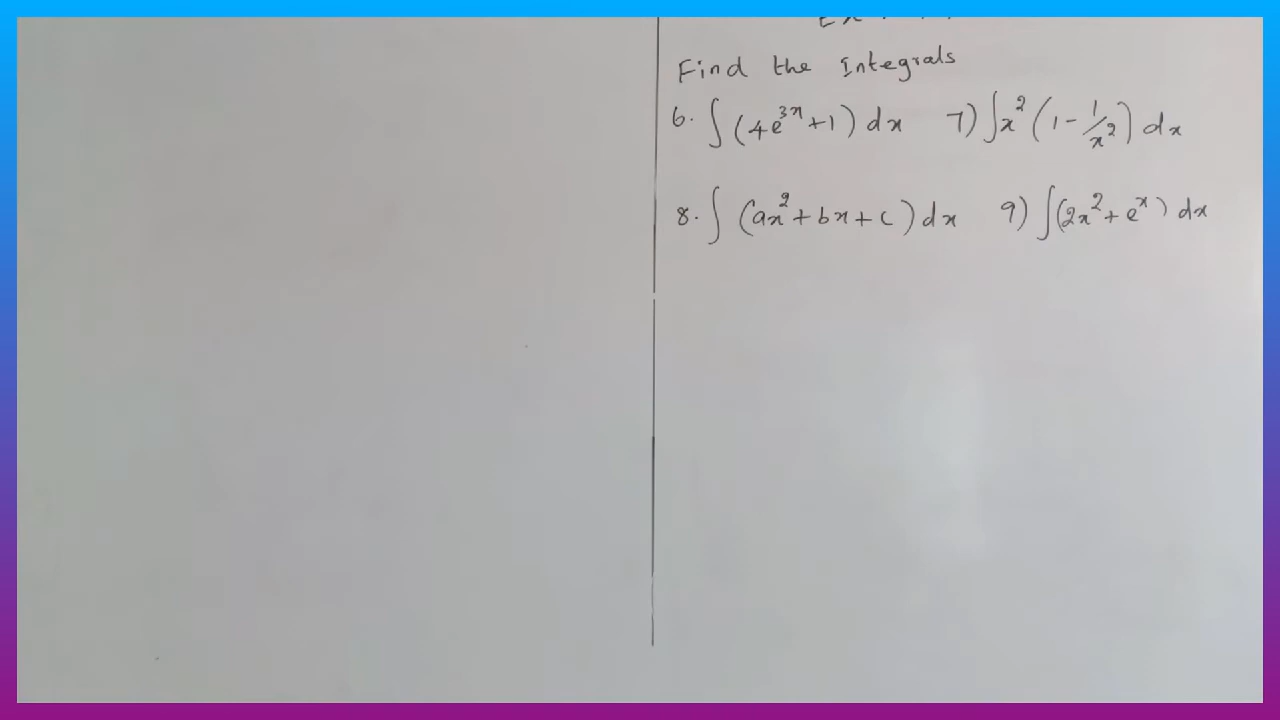 Find the Integrals
6. ∫(4e^{3x}+1) dx 7) ∫x²(1-1/x²) dx
8. ∫(ax²+bx+c) dx 9) ∫(2x²+e^x) dx